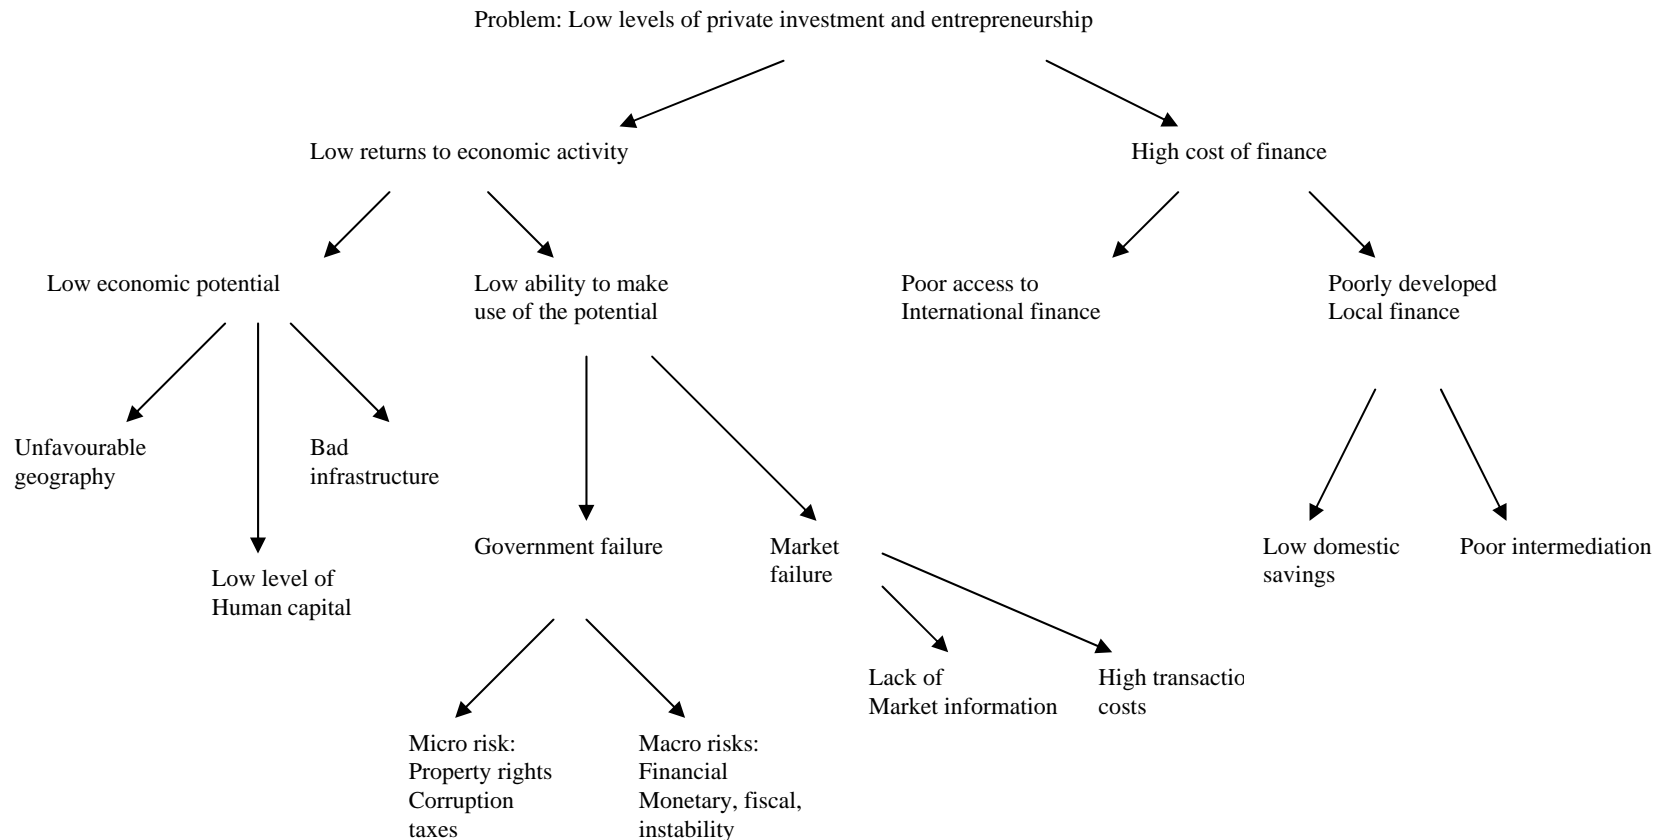 Problem: Low levels of private investment and entrepreneurship
Low returns to economic activity
High cost of finance
Low economic potential
Low ability to make
use of the potential
Poor access to
International finance
Poorly developed
Local finance
Unfavourable
geography
Bad
infrastructure
Low level of
Human capital
Government failure
Market
failure
Low domestic
savings
Poor intermediation
Lack of
Market information
High transactio
costs
Micro risk:
Property rights
Corruption
taxes
Macro risks:
Financial
Monetary, fiscal,
instability